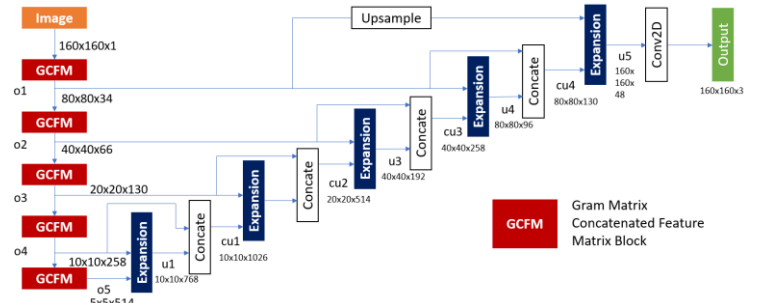 Image
160x160x1
GCFM
o1
80x80x34
GCFM
o2
40x40x66
GCFM
20x20x130
o3
GCFM
o4
10x10x258
GCFM
o5
5x5x514
Expansion
u1
10x10x768
Concate
cu1
10x10x1026
Expansion
Concate
cu2
20x20x514
Expansion
u3
40x40x192
Concate
cu3
40x40x258
Expansion
u4
80x80x96
Concate
cu4
80x80x130
Upsample
Expansion
u5
160x
160x
48
Conv2D
Output
160x160x3
GCFM
Gram Matrix
Concatenated Feature
Matrix Block